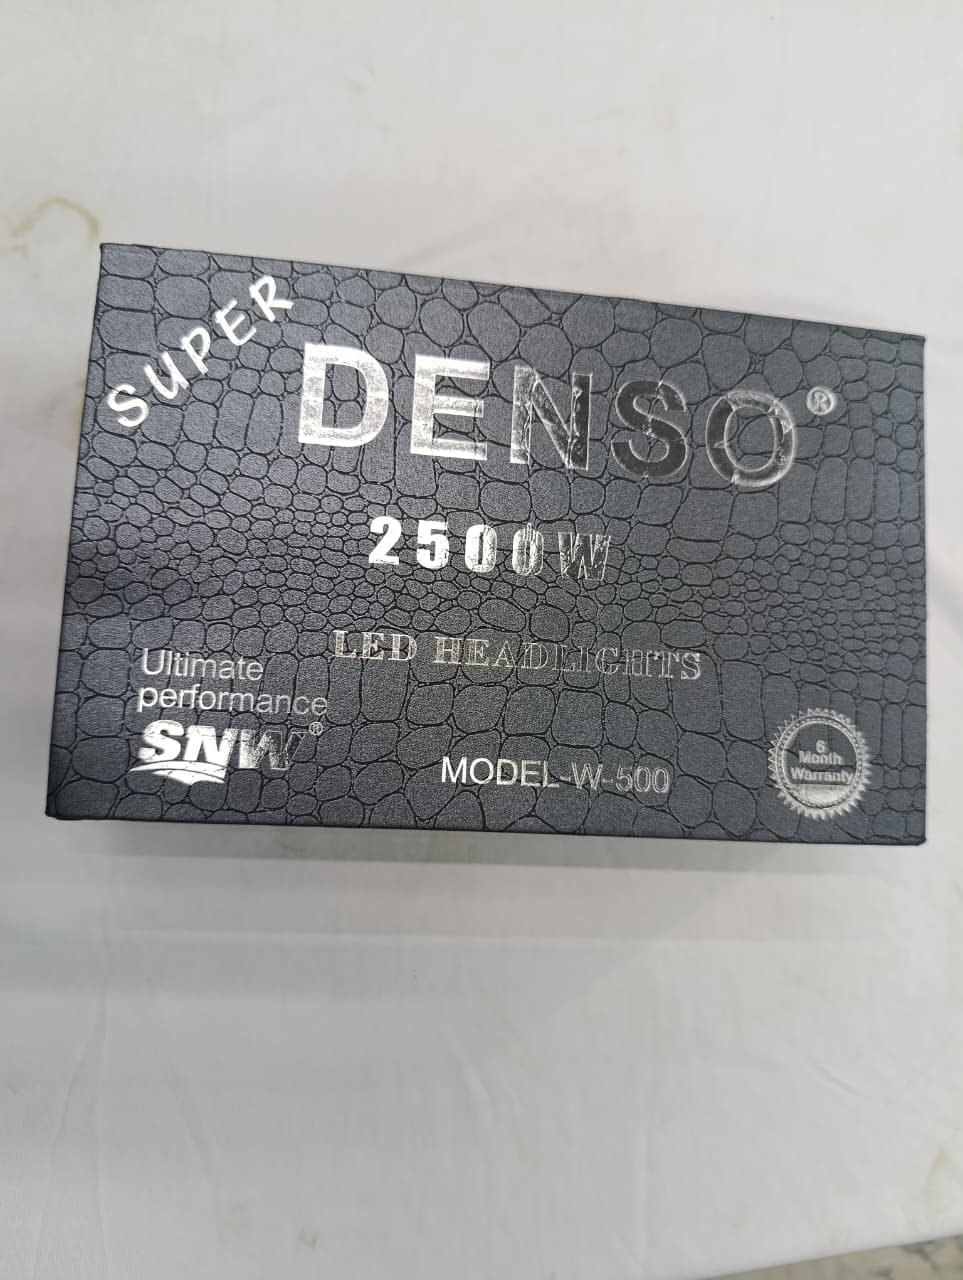 SUPER
DENSO®
2500W
LED HEADLIGHTS
Ultimate
performance
SNW®
MODEL-W-500
6
Month
Warranty